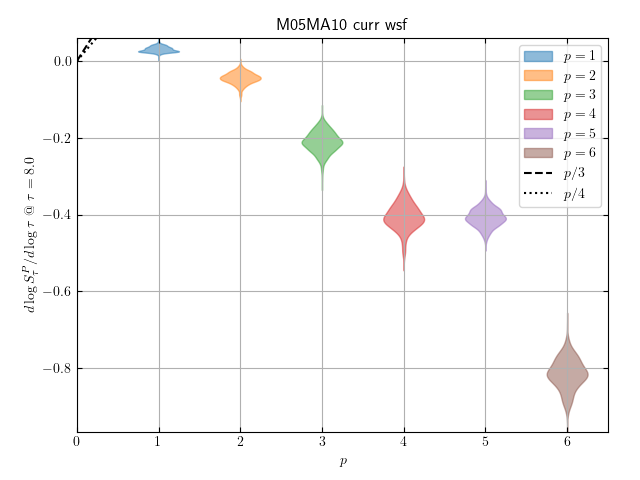 M05MA10 curr wsf
d log S_τ^P / d log τ @ τ = 8.0
0.0
−0.2
−0.4
−0.6
−0.8
0 1 2 3 4 5 6
p
p = 1
p = 2
p = 3
p = 4
p = 5
p = 6
p/3
p/4